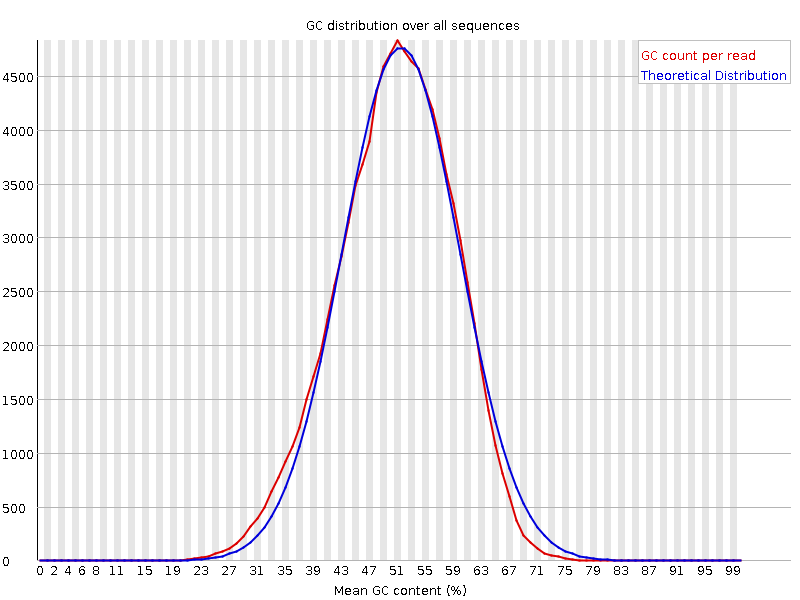 GC distribution over all sequences
GC count per read
Theoretical Distribution
4500
4000
3500
3000
2500
2000
1500
1000
500
0
0 2 4 6 8 11 15 19 23 27 31 35 39 43 47 51 55 59 63 67 71 75 79 83 87 91 95 99
Mean GC content (%)